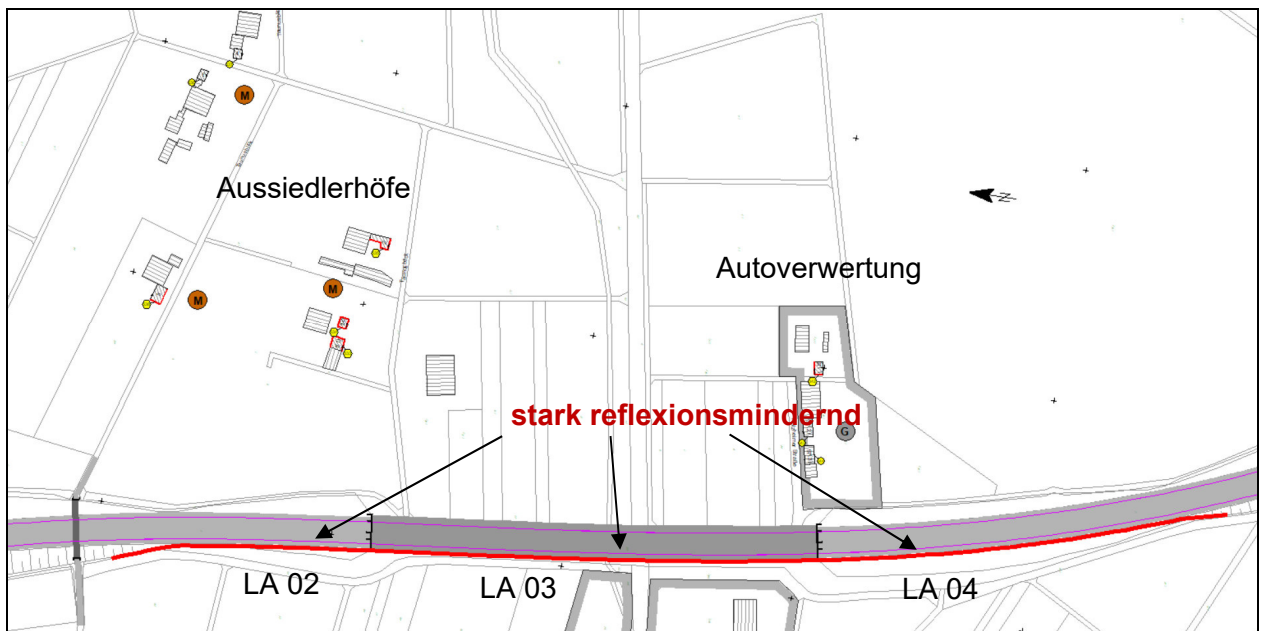 M
Aussiedlerhöfe
N
Autoverwertung
M
M
stark reflexionsmindernd
G
LA 02
LA 03
LA 04